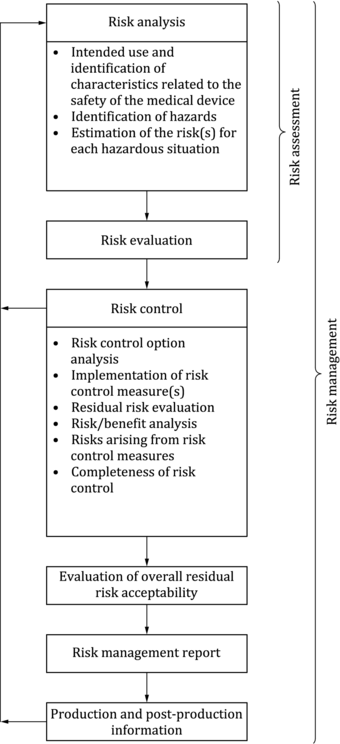 Risk analysis
• Intended use and
identification of
characteristics related to the
safety of the medical device
• Identification of hazards
• Estimation of the risk(s) for
each hazardous situation
Risk evaluation
Risk assessment
Risk control
• Risk control option
analysis
• Implementation of risk
control measure(s)
• Residual risk evaluation
• Risk/benefit analysis
• Risks arising from risk
control measures
• Completeness of risk
control
Evaluation of overall residual
risk acceptability
Risk management report
Production and post-production
information
Risk management